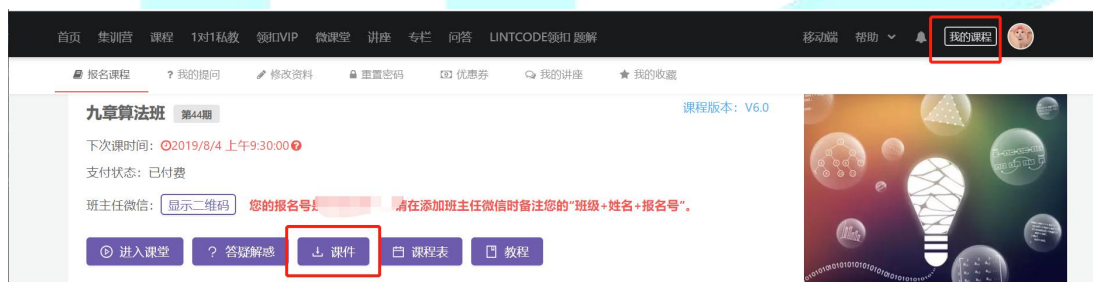 首页 集训营 课程 1对1私教 领扣VIP 微课堂 讲座 专栏 问答 LINTCODE领扣 题解 移动端 帮助 我的课程
报名课程 ? 我的提问 修改资料 重置密码 优惠券 我的讲座 我的收藏
九章算法班 第44期 课程版本：V6.0
下次课时间：2019/8/4 上午9:30:00
支付状态：已付费
班主任微信：显示二维码 您的报名号是 请在添加班主任微信时备注您的“班级+姓名+报名号”。
进入课堂 ? 答疑解惑 课件 课程表 教程